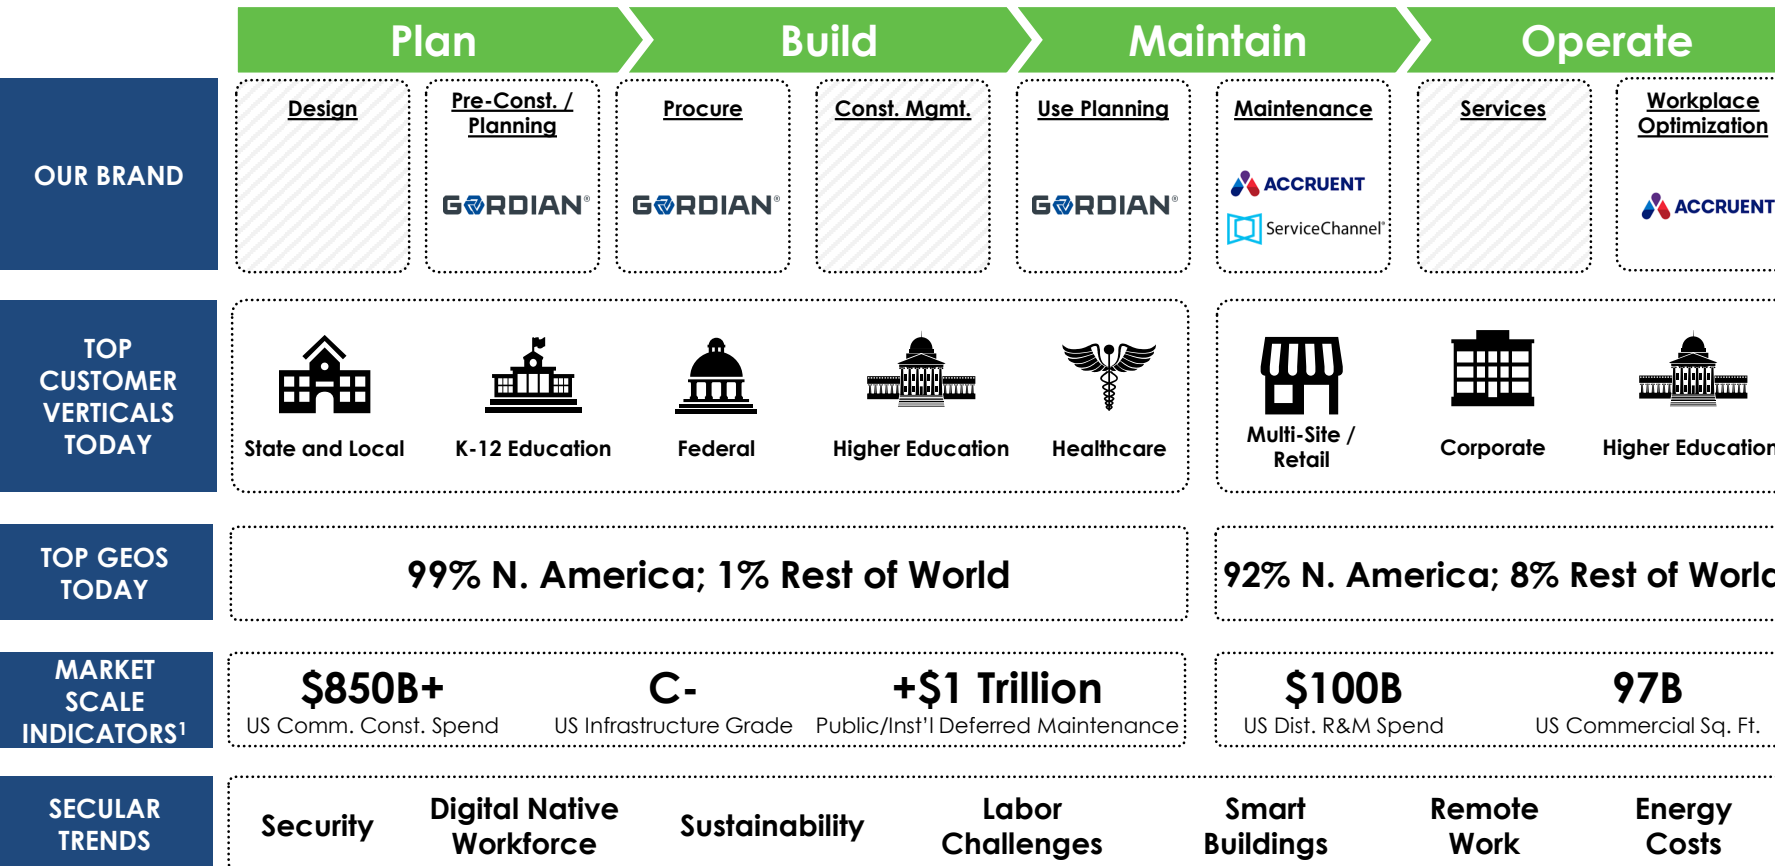 Plan
Build
Maintain
Operate
OUR BRAND
Design
Pre-Const. /
Planning
GORDIAN®
Procure
GORDIAN®
Const. Mgmt.
Use Planning
GORDIAN®
Maintenance
ACCRUENT
ServiceChannel
Services
Workplace
Optimization
ACCRUENT
TOP
CUSTOMER
VERTICALS
TODAY
State and Local
K-12 Education
Federal
Higher Education
Healthcare
Multi-Site /
Retail
Corporate
Higher Education
TOP GEOS
TODAY
99% N. America; 1% Rest of World
92% N. America; 8% Rest of World
MARKET
SCALE
INDICATORS¹
$850B+
US Comm. Const. Spend
C-
US Infrastructure Grade
+$1 Trillion
Public/Inst'l Deferred Maintenance
$100B
US Dist. R&M Spend
97B
US Commercial Sq. Ft.
SECULAR
TRENDS
Security
Digital Native
Workforce
Sustainability
Labor
Challenges
Smart
Buildings
Remote
Work
Energy
Costs